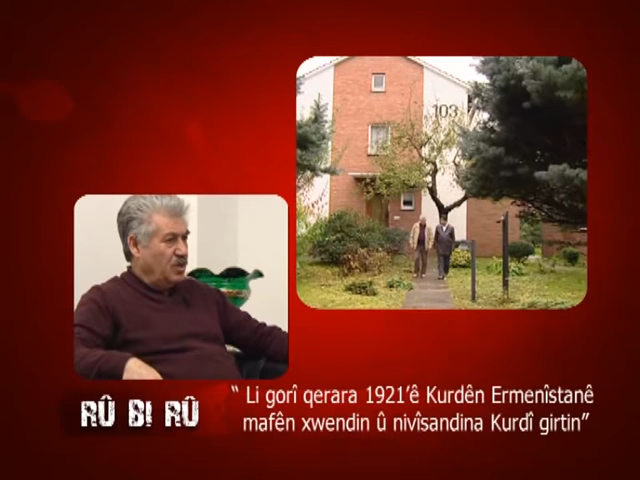 103
RÛ BI RÛ
“ Li gorî qerara 1921’ê Kurdên Ermenîstanê
mafên xwendin û nivîsandina Kurdî girtin”